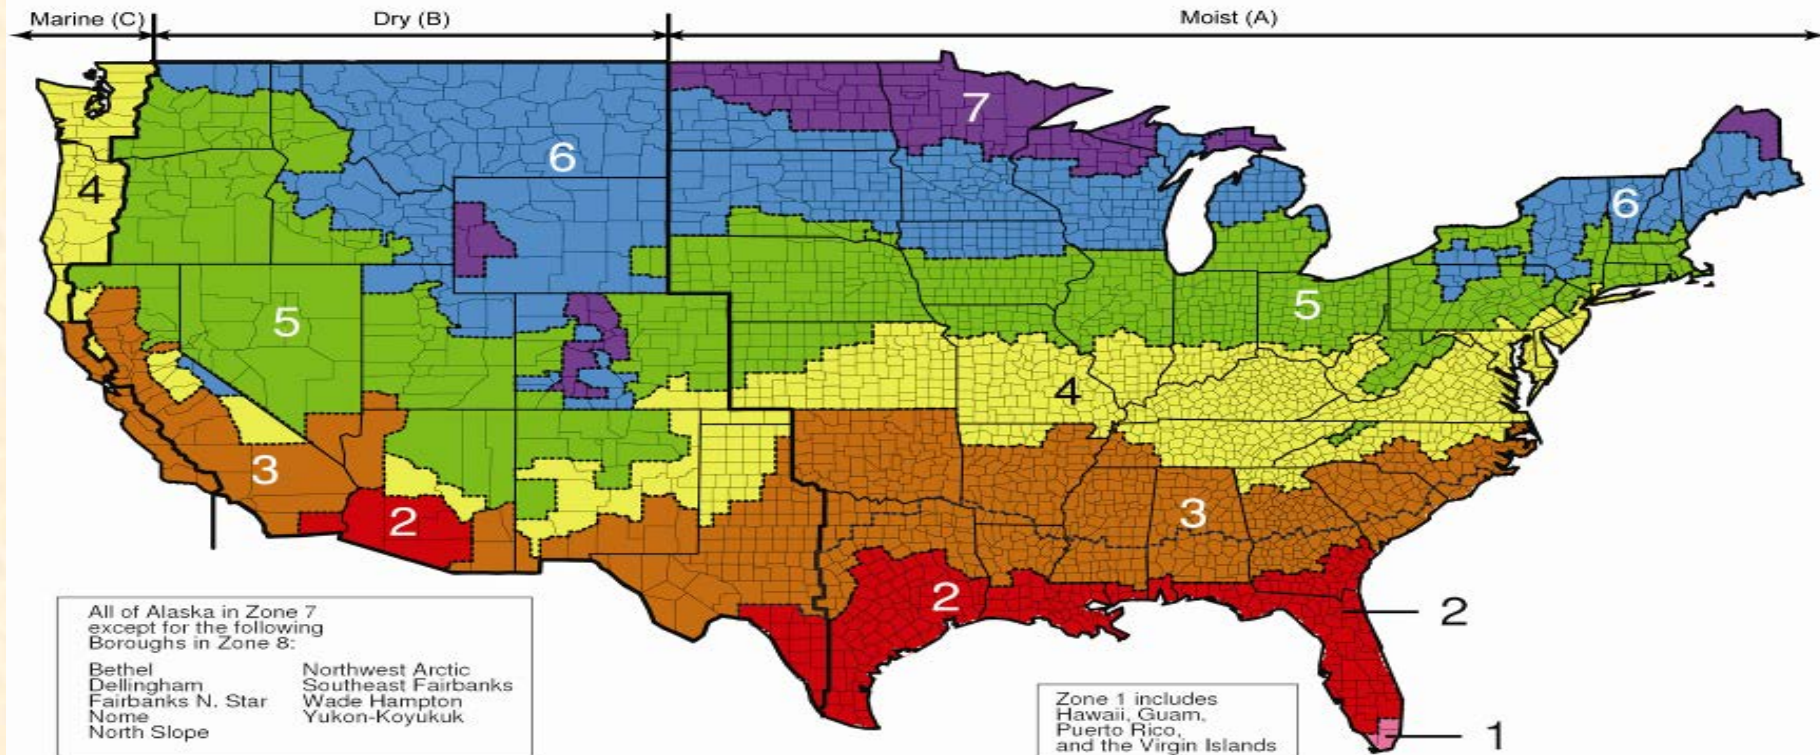 Marine (C)
Dry (B)
Moist (A)
7
6
4
6
5
5
4
3
3
2
2
2
1
All of Alaska in Zone 7
except for the following
Boroughs in Zone 8:
Bethel
Dellingham
Fairbanks N. Star
Nome
North Slope
Northwest Arctic
Southeast Fairbanks
Wade Hampton
Yukon-Koyukuk
Zone 1 includes
Hawaii, Guam,
Puerto Rico,
and the Virgin Islands